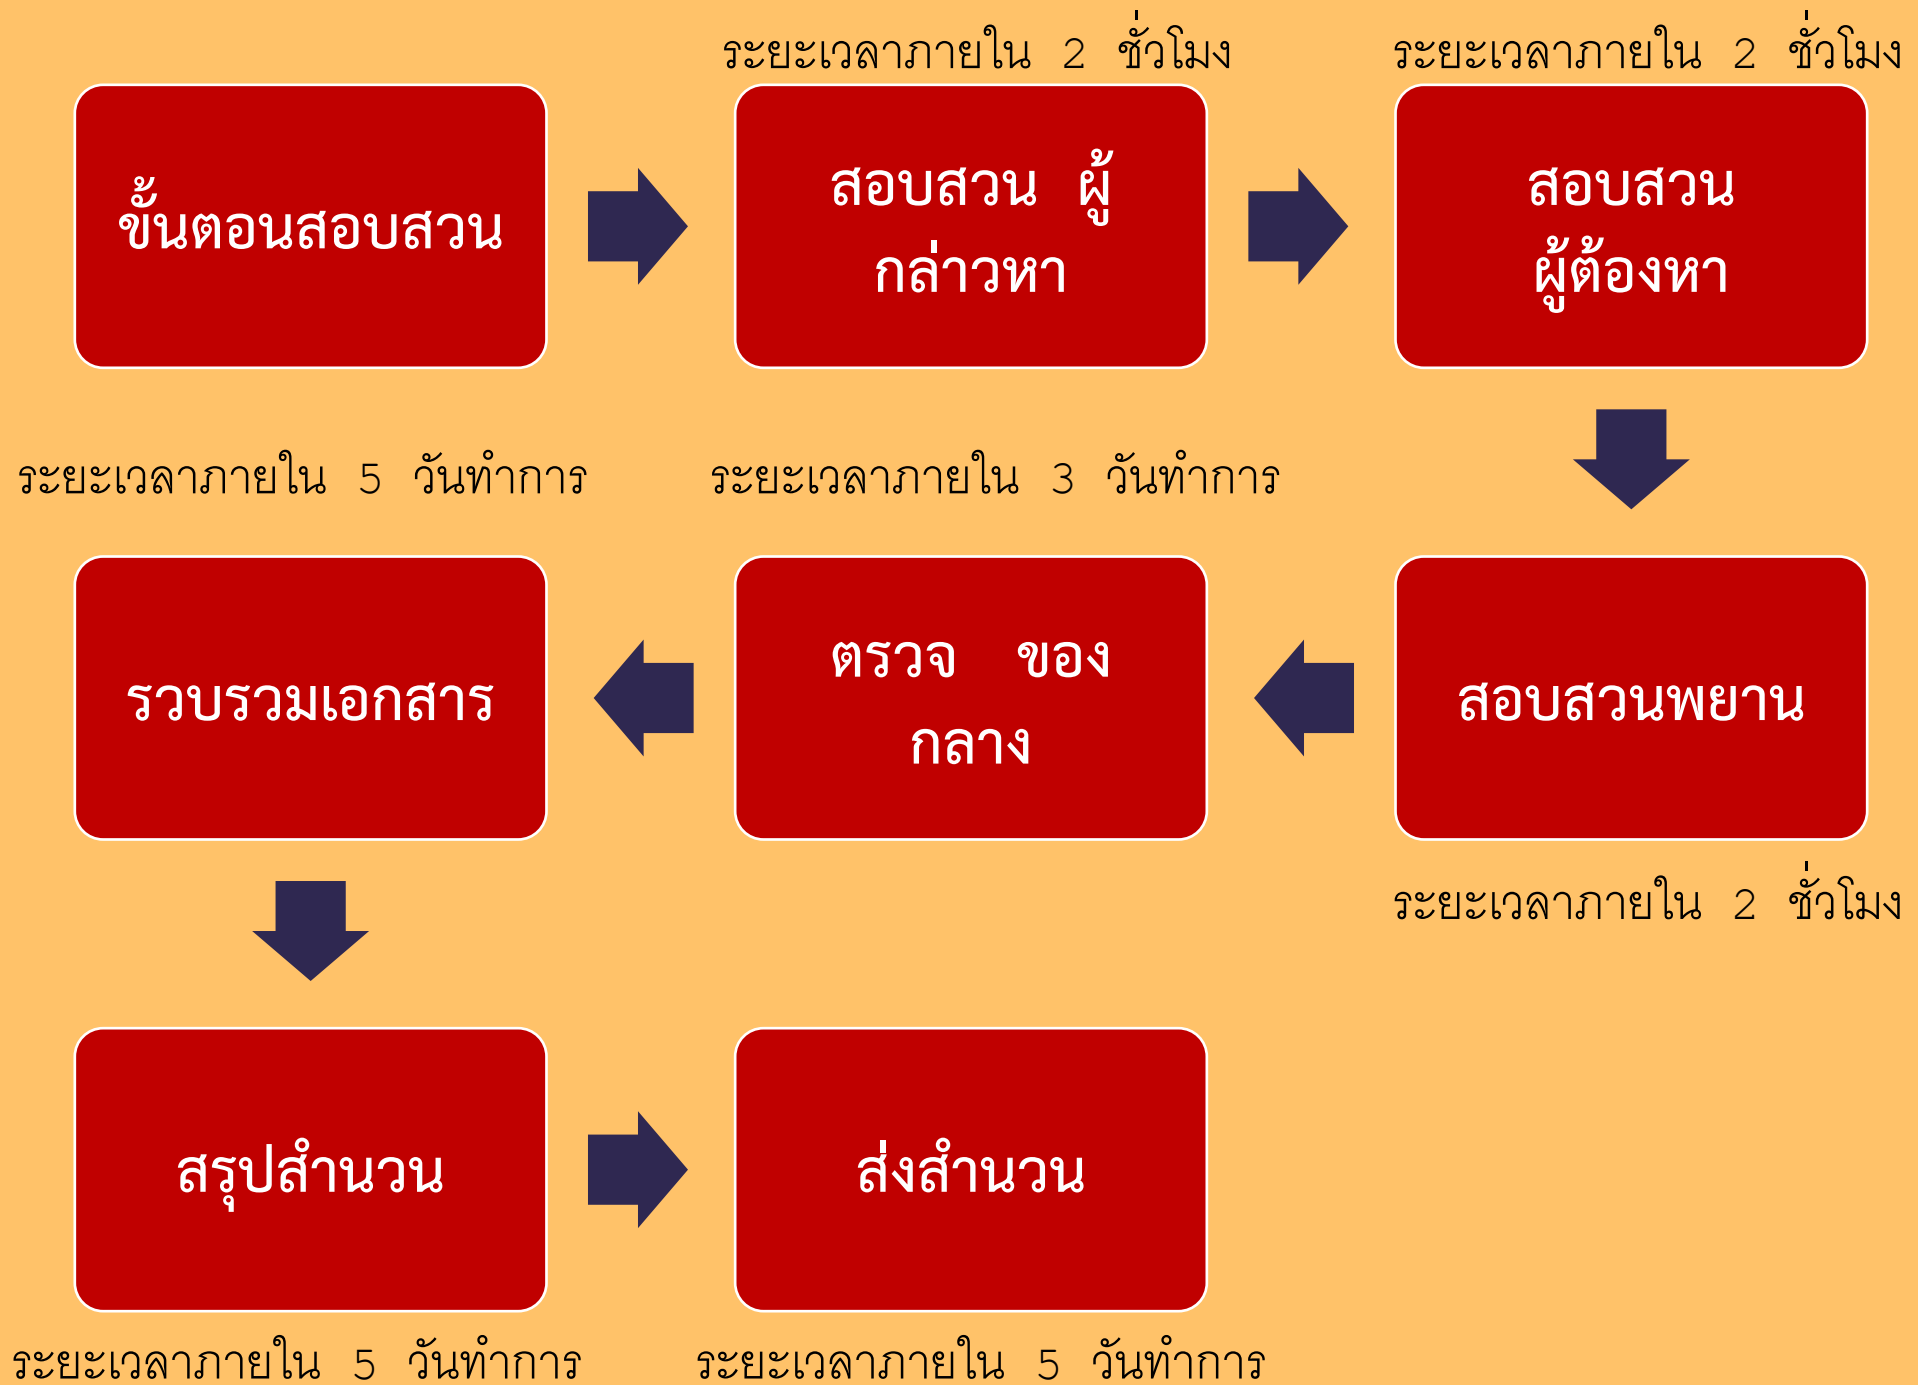 ระยะเวลาภายใน 2 ชั่วโมง
ระยะเวลาภายใน 2 ชั่วโมง
ขั้นตอนสอบสวน
สอบสวน ผู้
กล่าวหา
สอบสวน
ผู้ต้องหา
ระยะเวลาภายใน 5 วันทำการ
ระยะเวลาภายใน 3 วันทำการ
รวบรวมเอกสาร
ตรวจ ของ
กลาง
สอบสวนพยาน
ระยะเวลาภายใน 2 ชั่วโมง
สรุปสำนวน
ส่งสำนวน
ระยะเวลาภายใน 5 วันทำการ
ระยะเวลาภายใน 5 วันทำการ